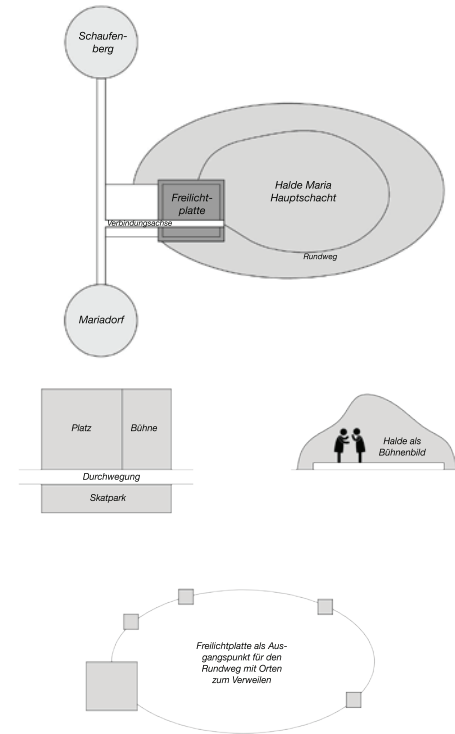 Schaufen-
berg
Halde Maria
Hauptschacht
Freilicht-
platte
Verbindungsachse
Rundweg
Mariadorf
Platz
Bühne
Durchwegung
Skatpark
Halde als
Bühnenbild
Freilichtplatte als Aus-
gangspunkt für den
Rundweg mit Orten
zum Verweilen